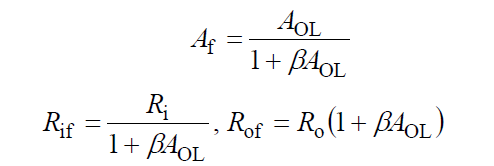 A_f = A_OL / (1 + βA_OL)
R_if = R_i / (1 + βA_OL) , R_of = R_o(1 + βA_OL)